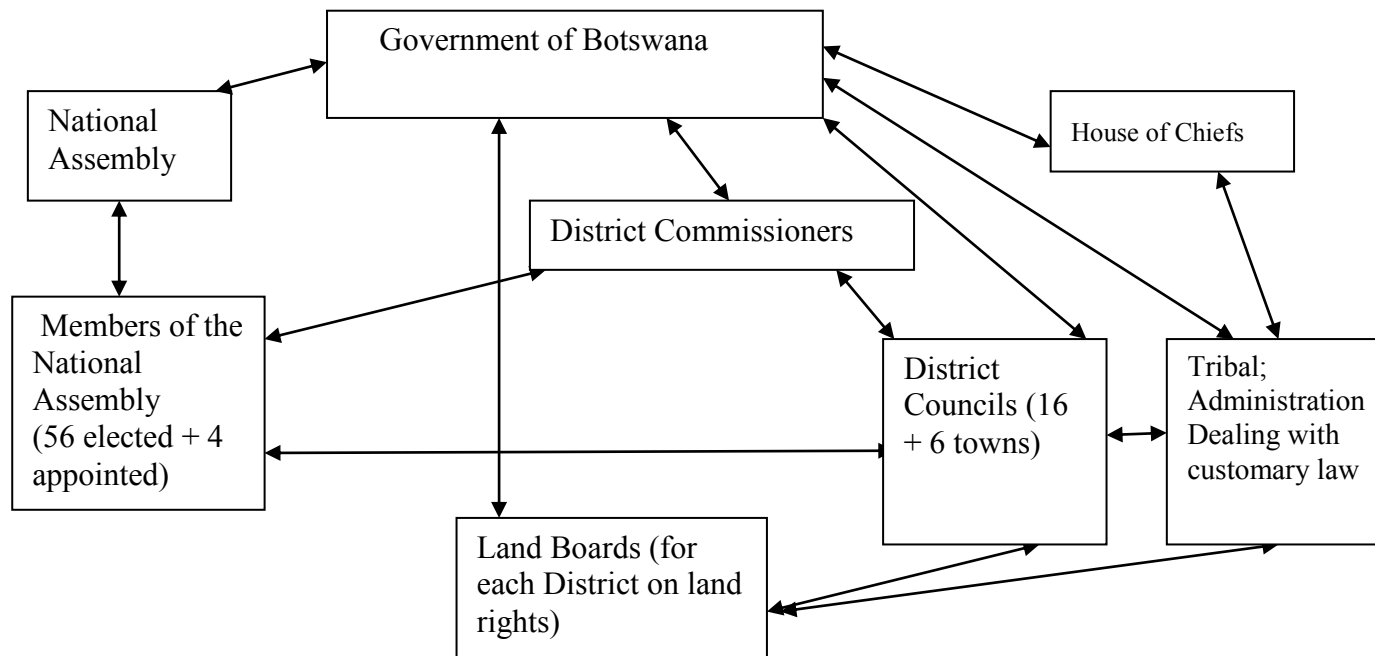 Government of Botswana
National
Assembly
House of Chiefs
District Commissioners
Members of the
National
Assembly
(56 elected + 4
appointed)
District
Councils (16
+ 6 towns)
Tribal;
Administration
Dealing with
customary law
Land Boards (for
each District on land
rights)